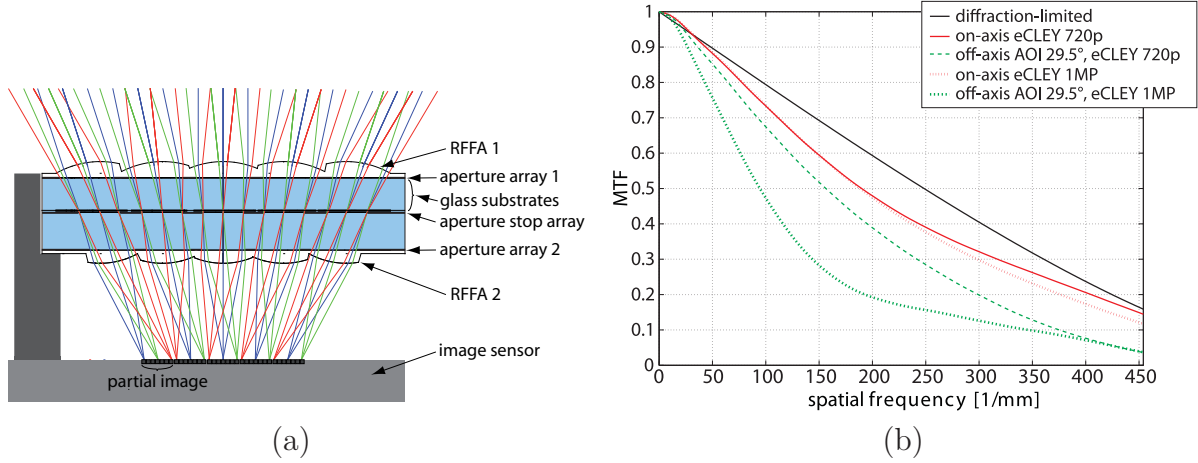 RFFA 1
aperture array 1
glass substrates
aperture stop array
aperture array 2
RFFA 2
image sensor
partial image
(a)
diffraction-limited
on-axis eCLEY 720p
off-axis AOI 29.5°, eCLEY 720p
on-axis eCLEY 1MP
off-axis AOI 29.5°, eCLEY 1MP
MTF
1
0.9
0.8
0.7
0.6
0.5
0.4
0.3
0.2
0.1
0
0 50 100 150 200 250 300 350 400 450
spatial frequency [1/mm]
(b)